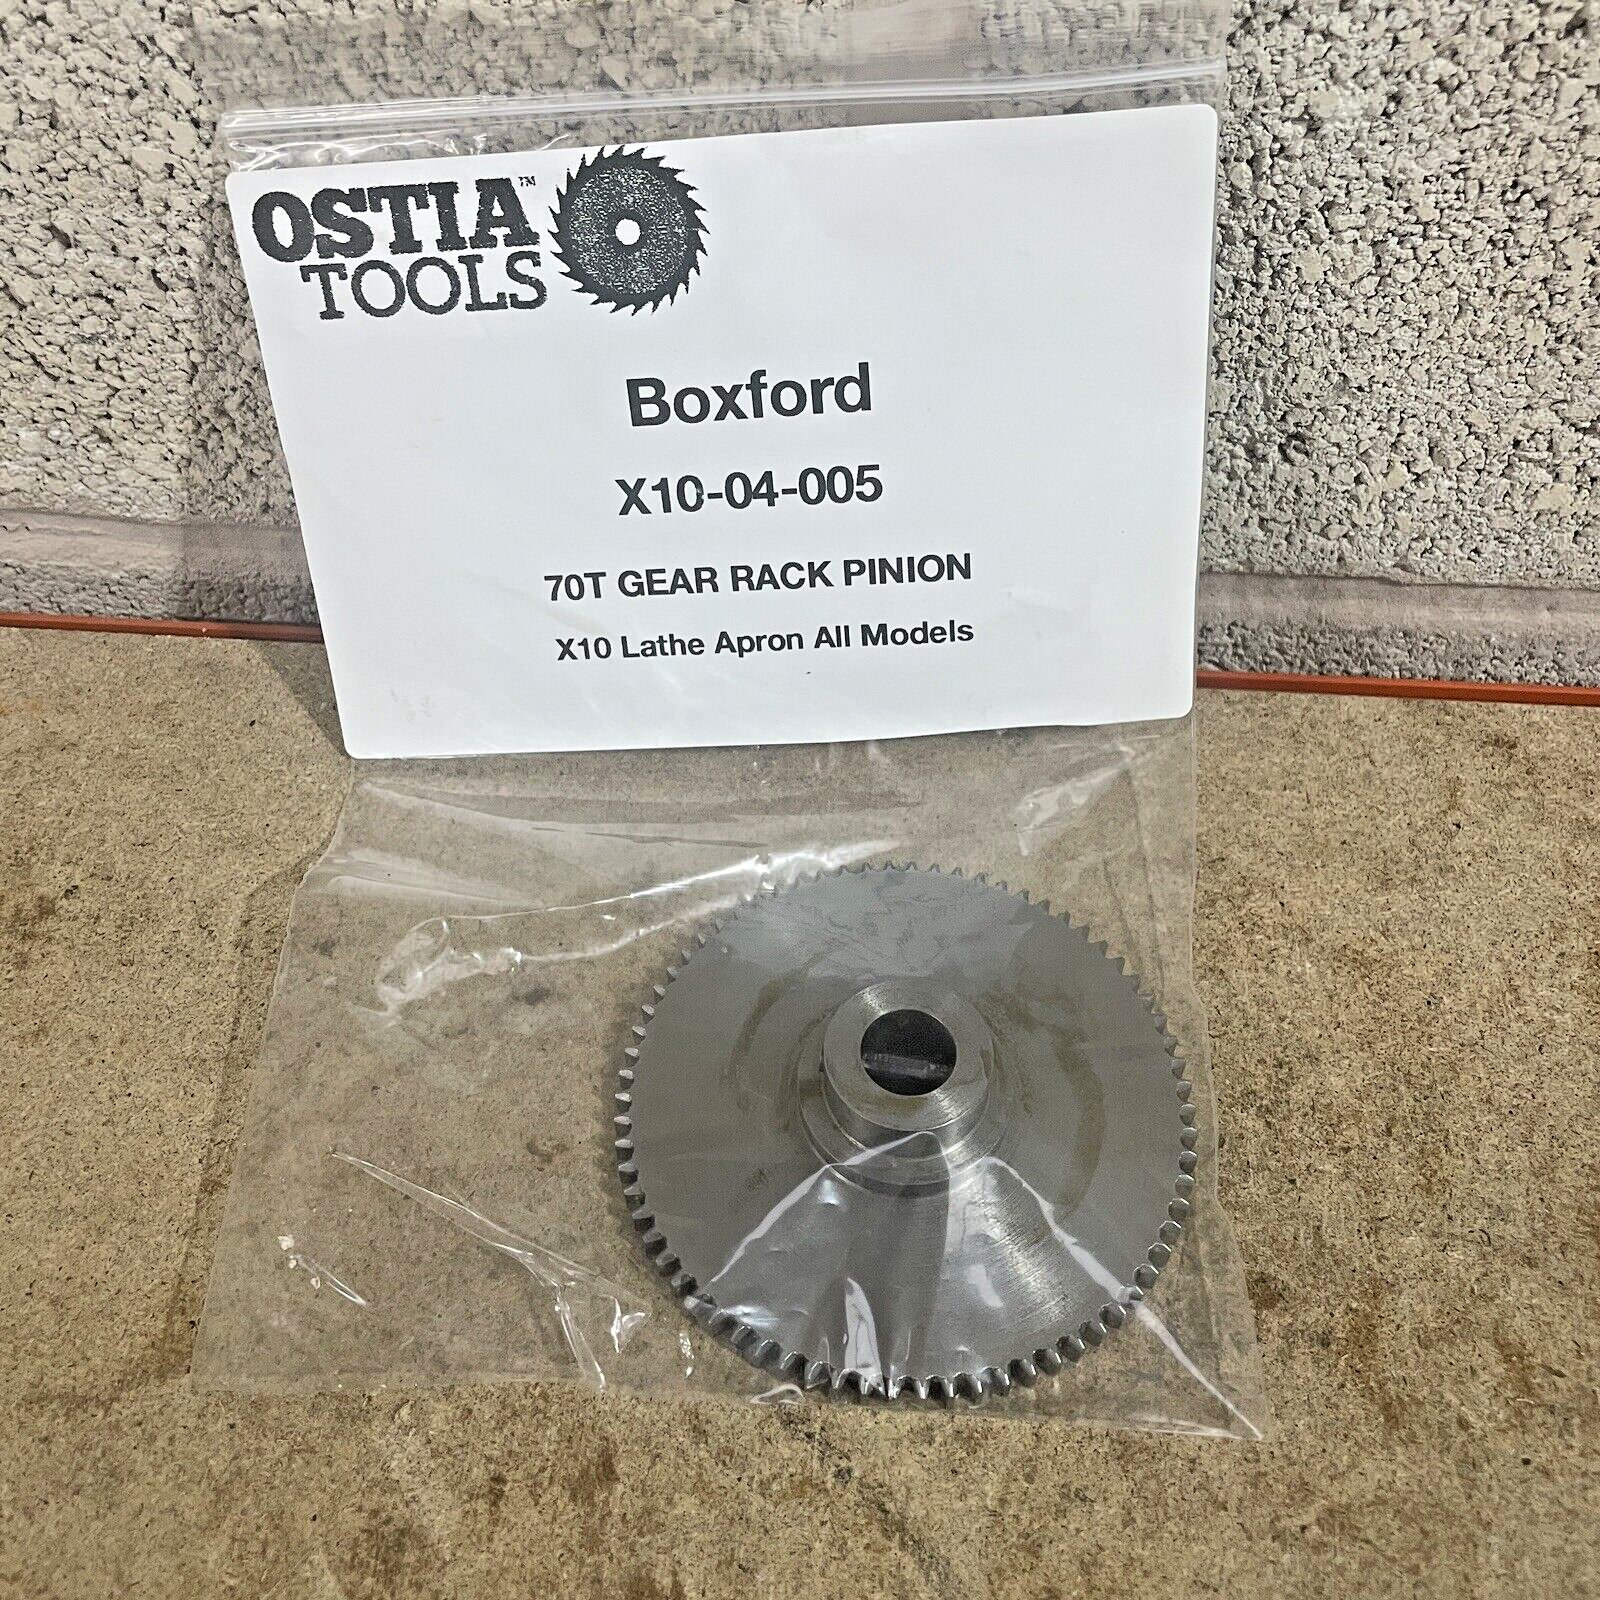 OSTIA™
TOOLS
Boxford
X10-04-005
70T GEAR RACK PINION
X10 Lathe Apron All Models